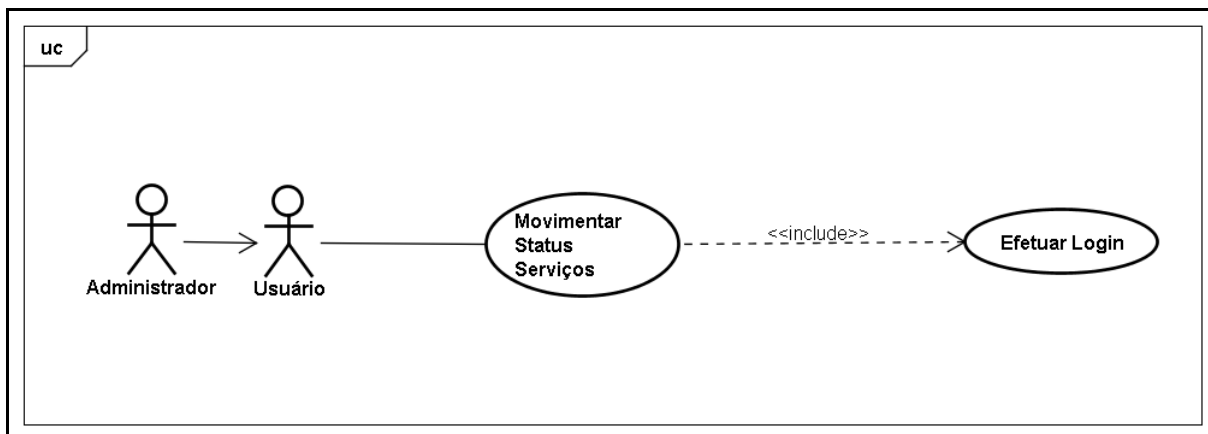 uc
Movimentar
Status
Serviços
<<include>>
Efetuar Login
Administrador
Usuário